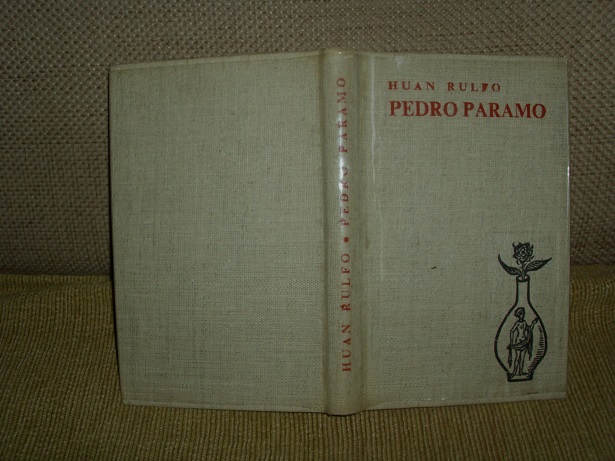 HUAN RULFO
PEDRO PARAMO
HUAN RULFO • PEDRO PARAMO